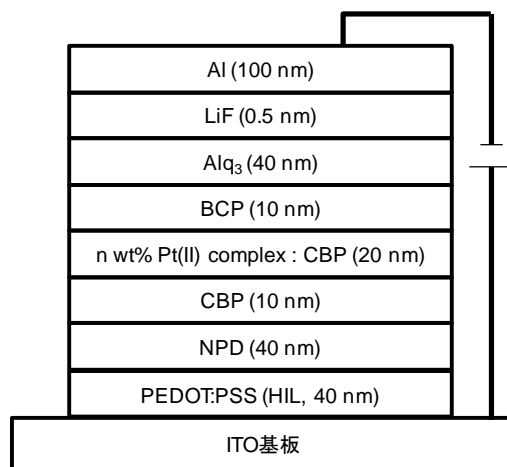 Al (100 nm)
LiF (0.5 nm)
Alq₃ (40 nm)
BCP (10 nm)
n wt% Pt(II) complex : CBP (20 nm)
CBP (10 nm)
NPD (40 nm)
PEDOT:PSS (HIL, 40 nm)
ITO基板